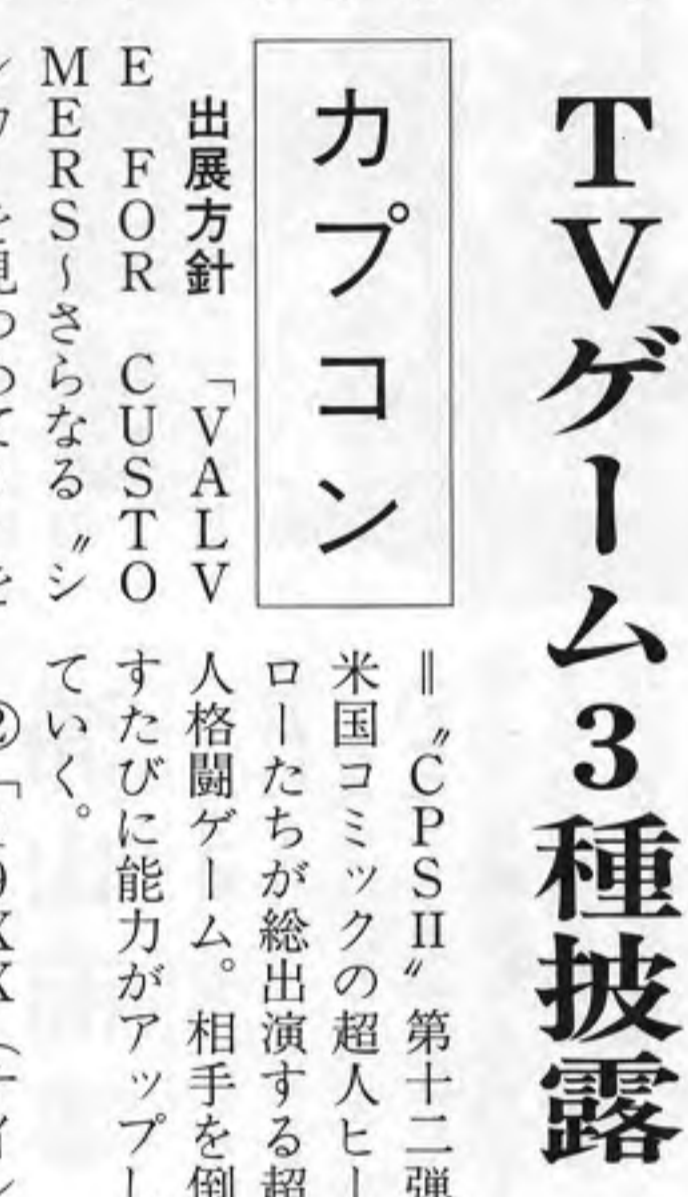 TVゲーム3種披露
カプコン
出展方針　「VALV
E　FOR　CUSTO
MERS〜さらなる〃シ
=〃CPSII〃第十二弾
米国コミックの超人ヒー
ローたちが総出演する超
人格闘ゲーム。相手を倒
すたびに能力がアップし
ていく。